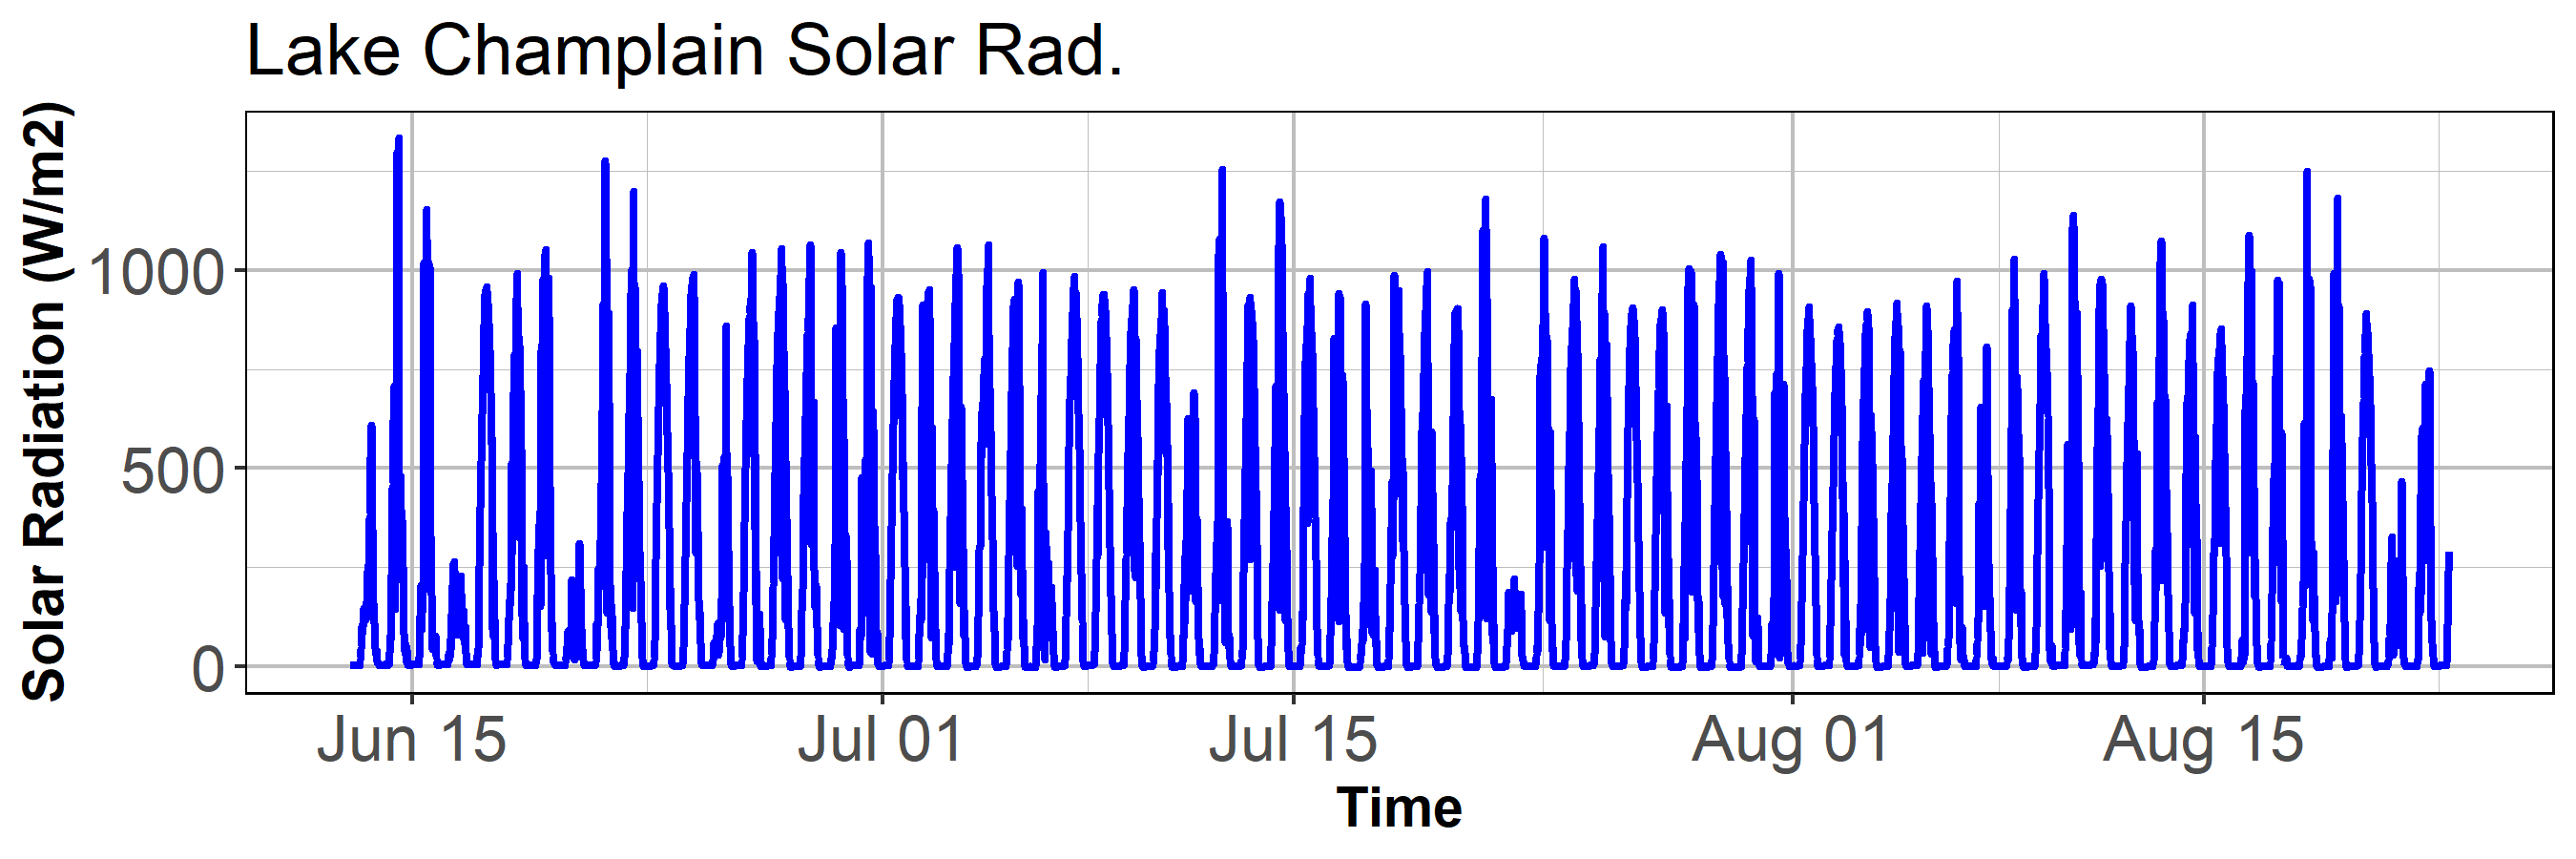 Lake Champlain Solar Rad.
Solar Radiation (W/m2)
1000
500
0
Jun 15
Jul 01
Jul 15
Aug 01
Aug 15
Time